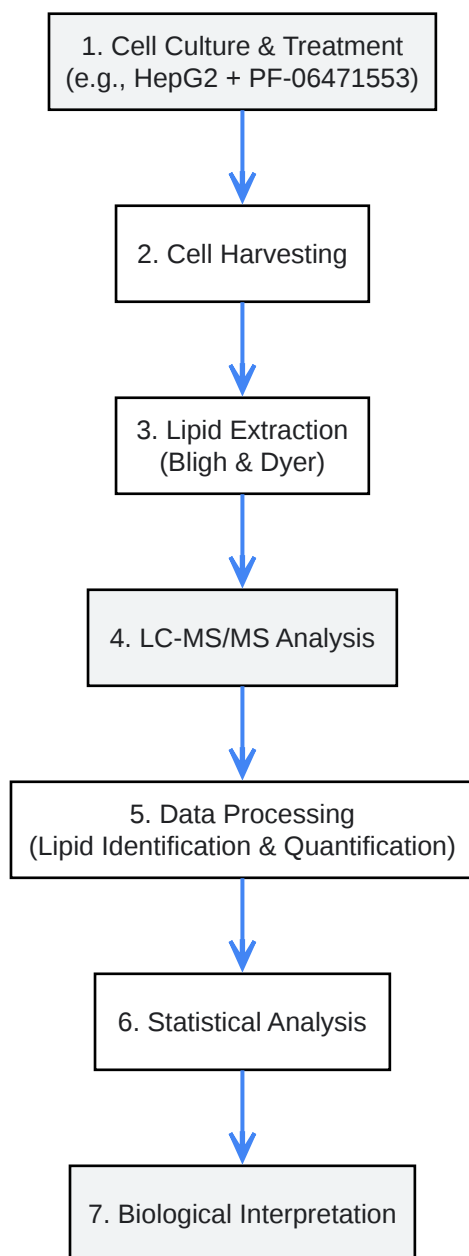 1. Cell Culture & Treatment
(e.g., HepG2 + PF-06471553)
2. Cell Harvesting
3. Lipid Extraction
(Bligh & Dyer)
4. LC-MS/MS Analysis
5. Data Processing
(Lipid Identification & Quantification)
6. Statistical Analysis
7. Biological Interpretation